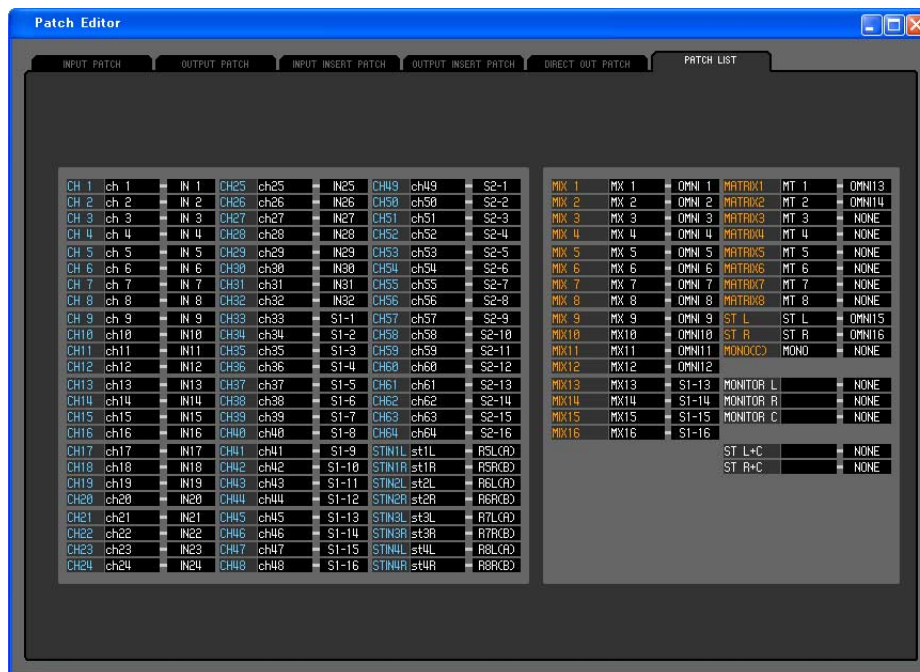 Patch Editor
INPUT PATCH OUTPUT PATCH INPUT INSERT PATCH OUTPUT INSERT PATCH DIRECT OUT PATCH PATCH LIST
CH 1 ch 1 IN 1 CH25 ch25 IN25 CH49 ch49 S2-1 MIX 1 MX 1 OMNI 1 MATRIX1 MT 1 OMNI13
CH 2 ch 2 IN 2 CH26 ch26 IN26 CH50 ch50 S2-2 MIX 2 MX 2 OMNI 2 MATRIX2 MT 2 OMNI14
CH 3 ch 3 IN 3 CH27 ch27 IN27 CH51 ch51 S2-3 MIX 3 MX 3 OMNI 3 MATRIX3 MT 3 NONE
CH 4 ch 4 IN 4 CH28 ch28 IN28 CH52 ch52 S2-4 MIX 4 MX 4 OMNI 4 MATRIX4 MT 4 NONE
CH 5 ch 5 IN 5 CH29 ch29 IN29 CH53 ch53 S2-5 MIX 5 MX 5 OMNI 5 MATRIX5 MT 5 NONE
CH 6 ch 6 IN 6 CH30 ch30 IN30 CH54 ch54 S2-6 MIX 6 MX 6 OMNI 6 MATRIX6 MT 6 NONE
CH 7 ch 7 IN 7 CH31 ch31 IN31 CH55 ch55 S2-7 MIX 7 MX 7 OMNI 7 MATRIX7 MT 7 NONE
CH 8 ch 8 IN 8 CH32 ch32 IN32 CH56 ch56 S2-8 MIX 8 MX 8 OMNI 8 MATRIX8 MT 8 NONE
CH 9 ch 9 IN 9 CH33 ch33 S1-1 CH57 ch57 S2-9 MIX 9 MX 9 OMNI 9 ST L ST L OMNI15
CH10 ch10 IN10 CH34 ch34 S1-2 CH58 ch58 S2-10 MIX10 MX10 OMNI10 ST R ST R OMNI16
CH11 ch11 IN11 CH35 ch35 S1-3 CH59 ch59 S2-11 MIX11 MX11 OMNI11 MONO(C) MONO NONE
CH12 ch12 IN12 CH36 ch36 S1-4 CH60 ch60 S2-12 MIX12 MX12 OMNI12
CH13 ch13 IN13 CH37 ch37 S1-5 CH61 ch61 S2-13 MIX13 MX13 S1-13 MONITOR L NONE
CH14 ch14 IN14 CH38 ch38 S1-6 CH62 ch62 S2-14 MIX14 MX14 S1-14 MONITOR R NONE
CH15 ch15 IN15 CH39 ch39 S1-7 CH63 ch63 S2-15 MIX15 MX15 S1-15 MONITOR C NONE
CH16 ch16 IN16 CH40 ch40 S1-8 CH64 ch64 S2-16 MIX16 MX16 S1-16
CH17 ch17 IN17 CH41 ch41 S1-9 STIN1L st1L R5L(A) ST L+C NONE
CH18 ch18 IN18 CH42 ch42 S1-10 STIN1R st1R R5R(B) ST R+C NONE
CH19 ch19 IN19 CH43 ch43 S1-11 STIN2L st2L R6L(A)
CH20 ch20 IN20 CH44 ch44 S1-12 STIN2R st2R R6R(B)
CH21 ch21 IN21 CH45 ch45 S1-13 STIN3L st3L R7L(A)
CH22 ch22 IN22 CH46 ch46 S1-14 STIN3R st3R R7R(B)
CH23 ch23 IN23 CH47 ch47 S1-15 STIN4L st4L R8L(A)
CH24 ch24 IN24 CH48 ch48 S1-16 STIN4R st4R R8R(B)